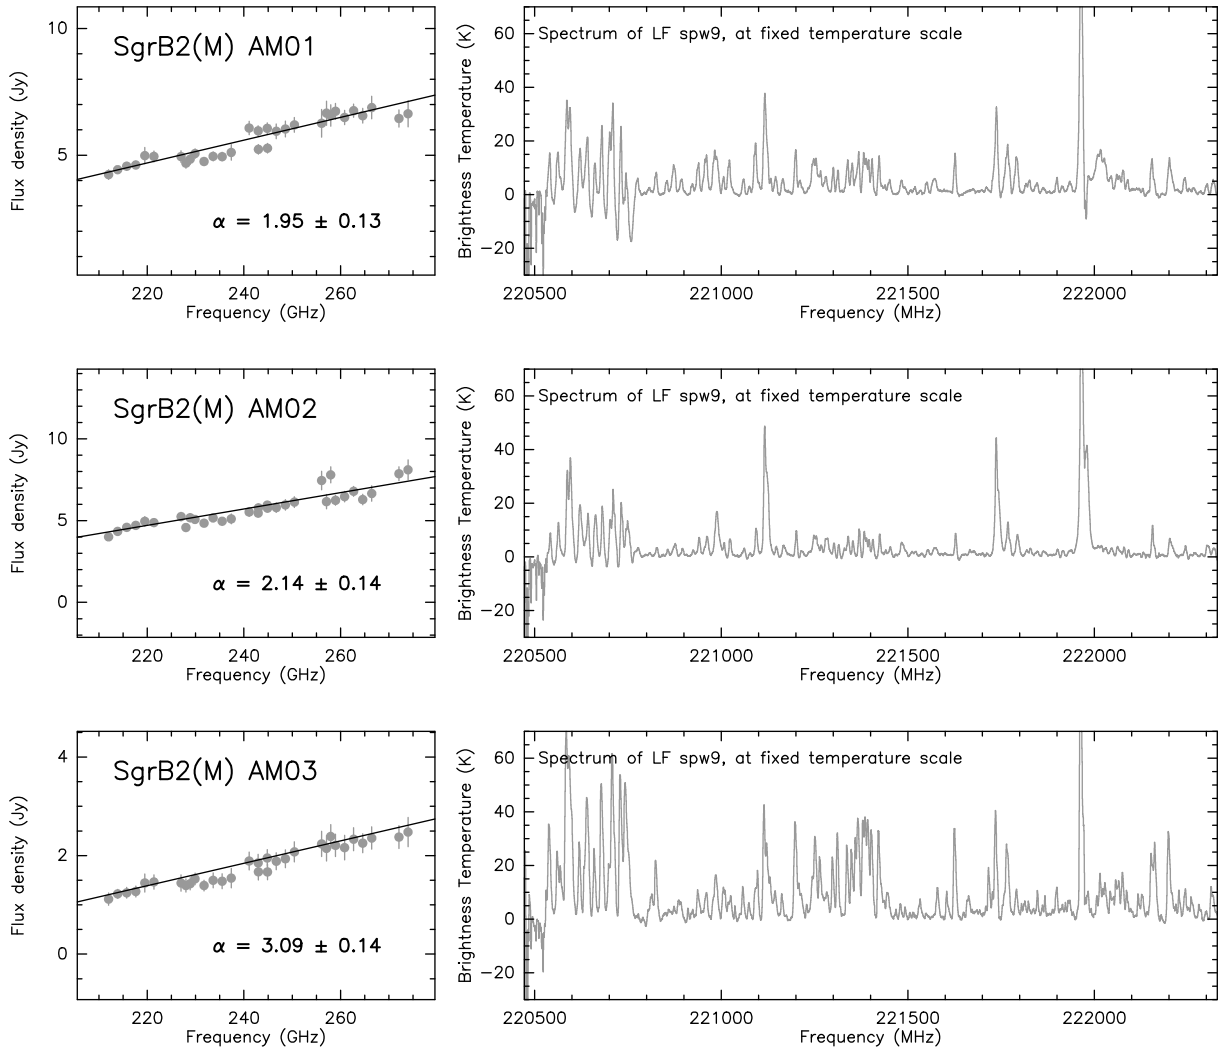 SgrB2(M) AM01
α = 1.95 ± 0.13
Flux density (Jy)
10
5
220
240
260
Frequency (GHz)
Spectrum of LF spw9, at fixed temperature scale
Brightness Temperature (K)
60
40
20
0
−20
220500
221000
221500
222000
Frequency (MHz)
SgrB2(M) AM02
α = 2.14 ± 0.14
Flux density (Jy)
10
5
0
220
240
260
Frequency (GHz)
Spectrum of LF spw9, at fixed temperature scale
Brightness Temperature (K)
60
40
20
0
−20
220500
221000
221500
222000
Frequency (MHz)
SgrB2(M) AM03
α = 3.09 ± 0.14
Flux density (Jy)
4
2
0
220
240
260
Frequency (GHz)
Spectrum of LF spw9, at fixed temperature scale
Brightness Temperature (K)
60
40
20
0
−20
220500
221000
221500
222000
Frequency (MHz)